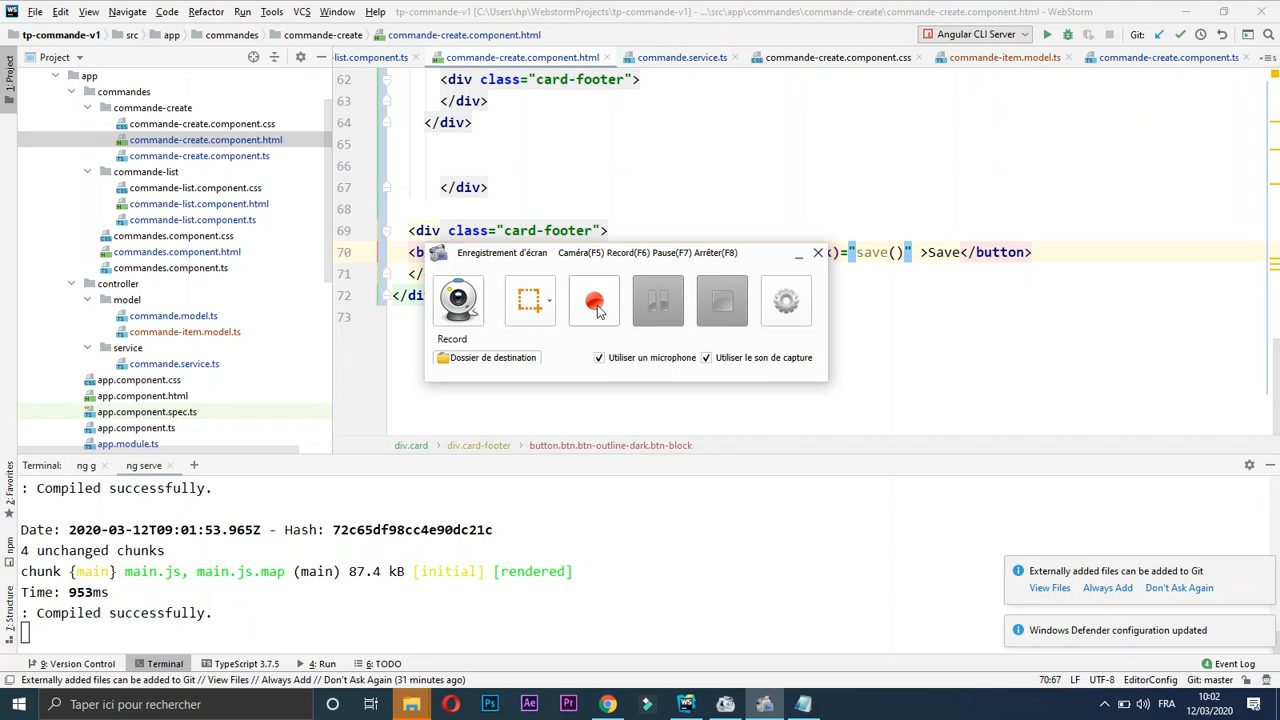 File Edit View Navigate Code Refactor Run Tools VCS Window Help tp-commande-v1 [C:\Users\hp\WebstormProjects\tp-commande-v1] - ...\src\app\commandes\commande-create\commande-create.component.html - WebStorm
tp-commande-v1 src app commandes commande-create commande-create.component.html Angular CLI Server Git:
Project -list.component.ts commande-create.component.html commande.service.ts commande-create.component.css commande-item.model.ts commande-create.component.ts
1: Project
app
commandes
commande-create
commande-create.component.css
commande-create.component.html
commande-create.component.ts
commande-list
commande-list.component.css
commande-list.component.html
commande-list.component.ts
commandes.component.css
commandes.component.html
commandes.component.ts
controller
model
commande.model.ts
commande-item.model.ts
service
commande.service.ts
app.component.css
app.component.html
app.component.spec.ts
app.component.ts
app.module.ts
62 <div class="card-footer">
63 </div>
64 </div>
65
66
67 </div>
68
69 <div class="card-footer">
70 <b )="save()" >Save</button>
71 </
72 </di
73
Enregistrement d'écran Caméra(F5) Record(F6) Pause(F7) Arrêter(F8)
Record
Dossier de destination Utiliser un microphone Utiliser le son de capture
div.card div.card-footer button.btn.btn-outline-dark.btn-block
Terminal: ng g ng serve
: Compiled successfully.
Date: 2020-03-12T09:01:53.965Z - Hash: 72c65df98cc4e90dc21c
4 unchanged chunks
chunk {main} main.js, main.js.map (main) 87.4 kB [initial] [rendered]
Time: 953ms
: Compiled successfully.
2: Favorites
npm
7: Structure
Externally added files can be added to Git
View Files Always Add Don't Ask Again
Windows Defender configuration updated
9: Version Control Terminal TypeScript 3.7.5 4: Run 6: TODO Event Log
Externally added files can be added to Git // View Files // Always Add // Don't Ask Again (31 minutes ago) 70:67 LF UTF-8 EditorConfig Git: master
Taper ici pour rechercher FRA 10:02
12/03/2020